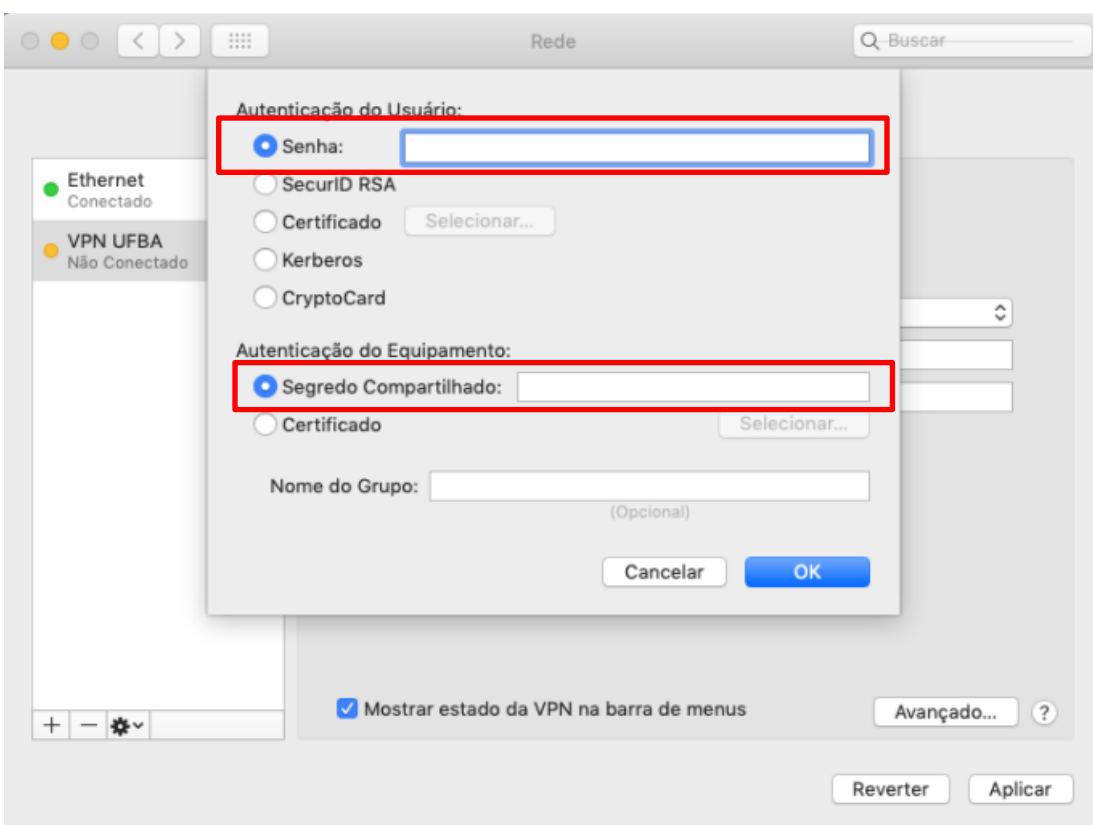 Rede
Buscar
Autenticação do Usuário:
Senha:
Ethernet
Conectado
SecurID RSA
Certificado Selecionar...
VPN UFBA
Não Conectado
Kerberos
CryptoCard
Autenticação do Equipamento:
Segredo Compartilhado:
Certificado Selecionar...
Nome do Grupo:
(Opcional)
Cancelar OK
Mostrar estado da VPN na barra de menus
Avançado... ?
Reverter Aplicar